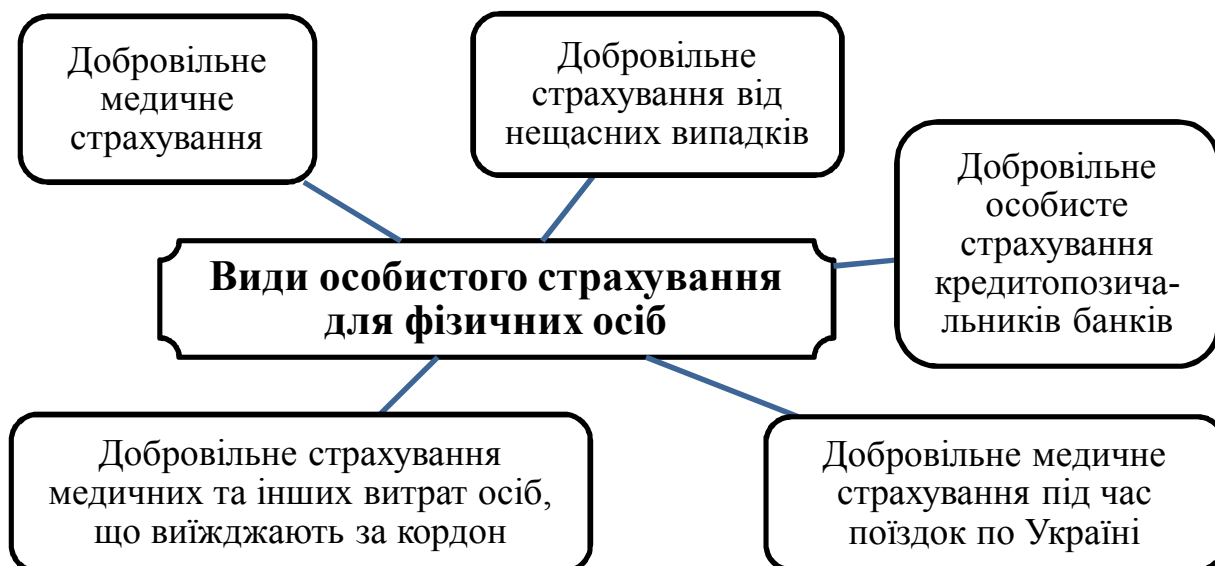 Добровільне
медичне
страхування
Добровільне
страхування від
нещасних випадків
Добровільне
особисте
страхування
кредитопозича-
льників банків
Види особистого страхування
для фізичних осіб
Добровільне страхування
медичних та інших витрат осіб,
що виїжджають за кордон
Добровільне медичне
страхування під час
поїздок по Україні